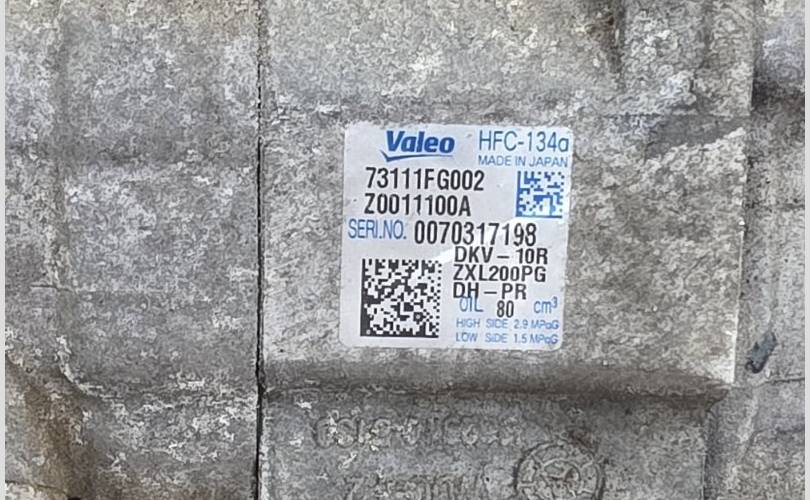 Valeo HFC-134a
MADE IN JAPAN
73111FG002
Z0011100A
SERI.NO. 0070317198
DKV-10R
ZXL200PG
DH-PR
OIL 80 cm³
HIGH SIDE 2.9 MPaG
LOW SIDE 1.5 MPaG